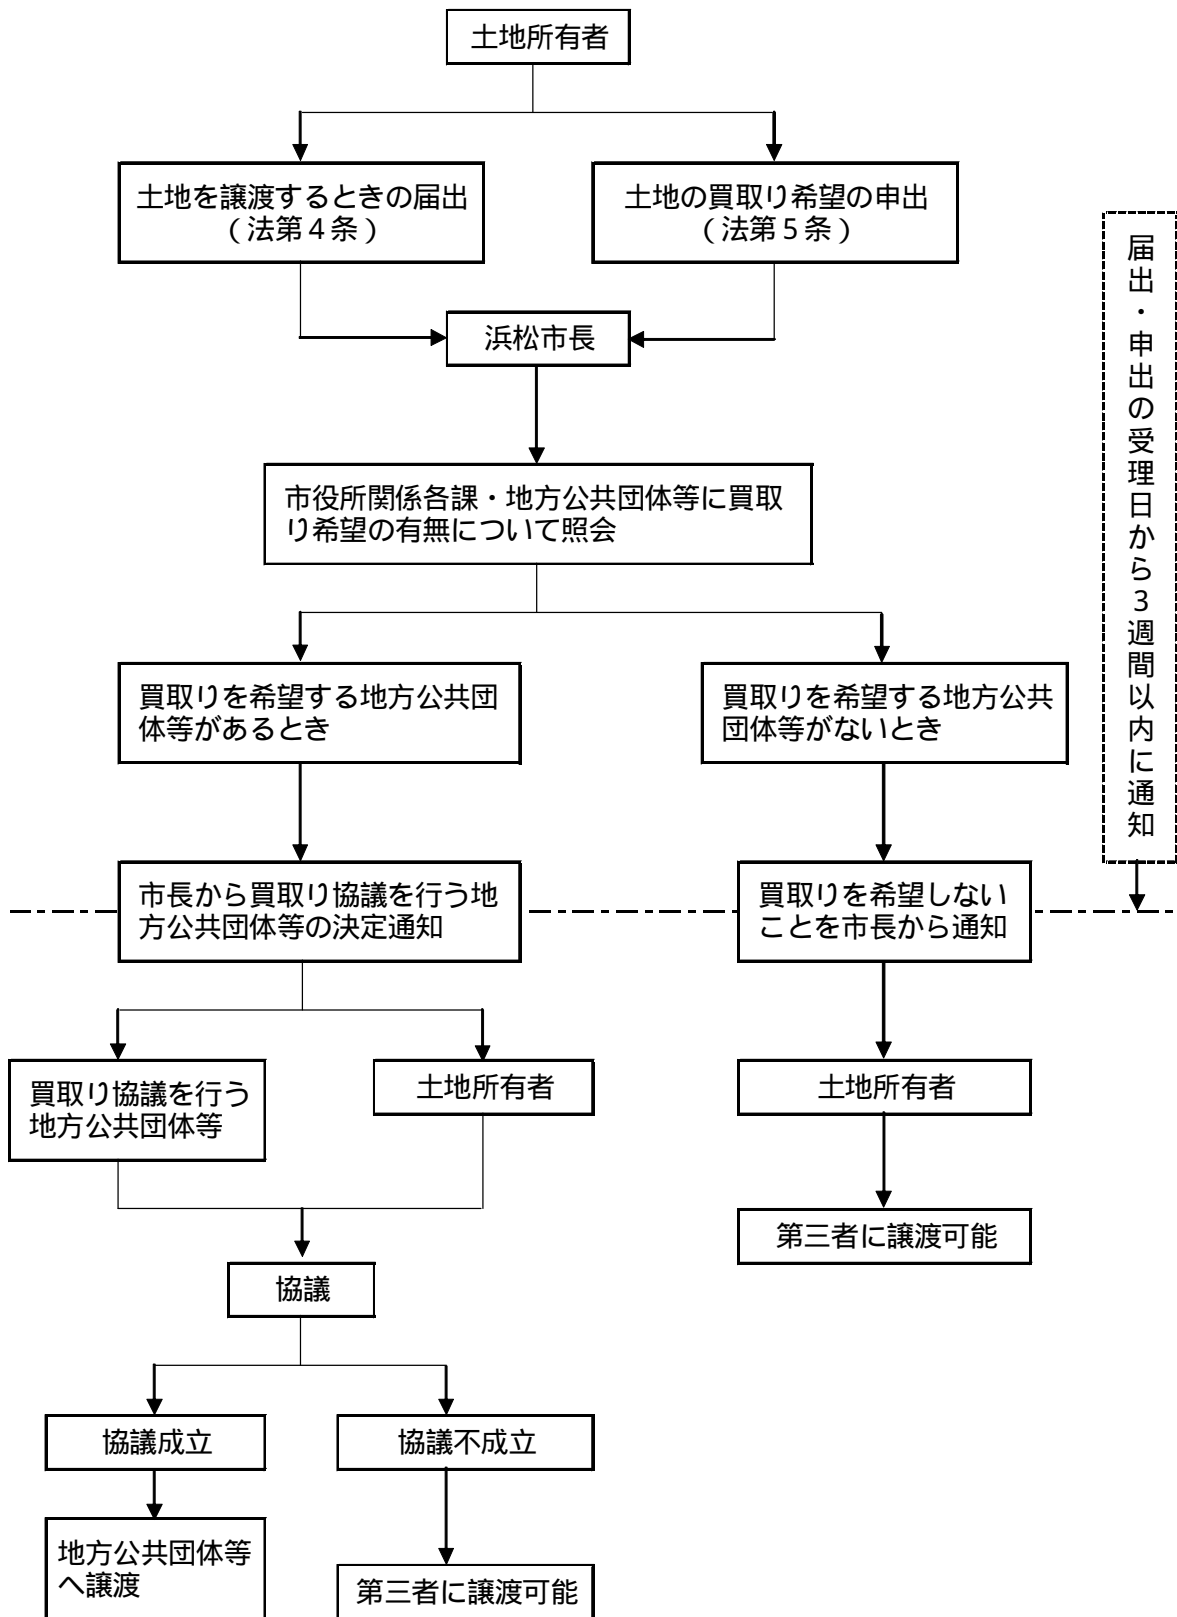 土地所有者
土地を譲渡するときの届出
（法第４条）
土地の買取り希望の申出
（法第５条）
届出・申出の受理日から３週間以内に通知
浜松市長
市役所関係各課・地方公共団体等に買取
り希望の有無について照会
買取りを希望する地方公共団
体等があるとき
買取りを希望する地方公共
団体等がないとき
市長から買取り協議を行う地
方公共団体等の決定通知
買取りを希望しない
ことを市長から通知
買取り協議を行う
地方公共団体等
土地所有者
土地所有者
第三者に譲渡可能
協議
協議成立
協議不成立
地方公共団体等
へ譲渡
第三者に譲渡可能